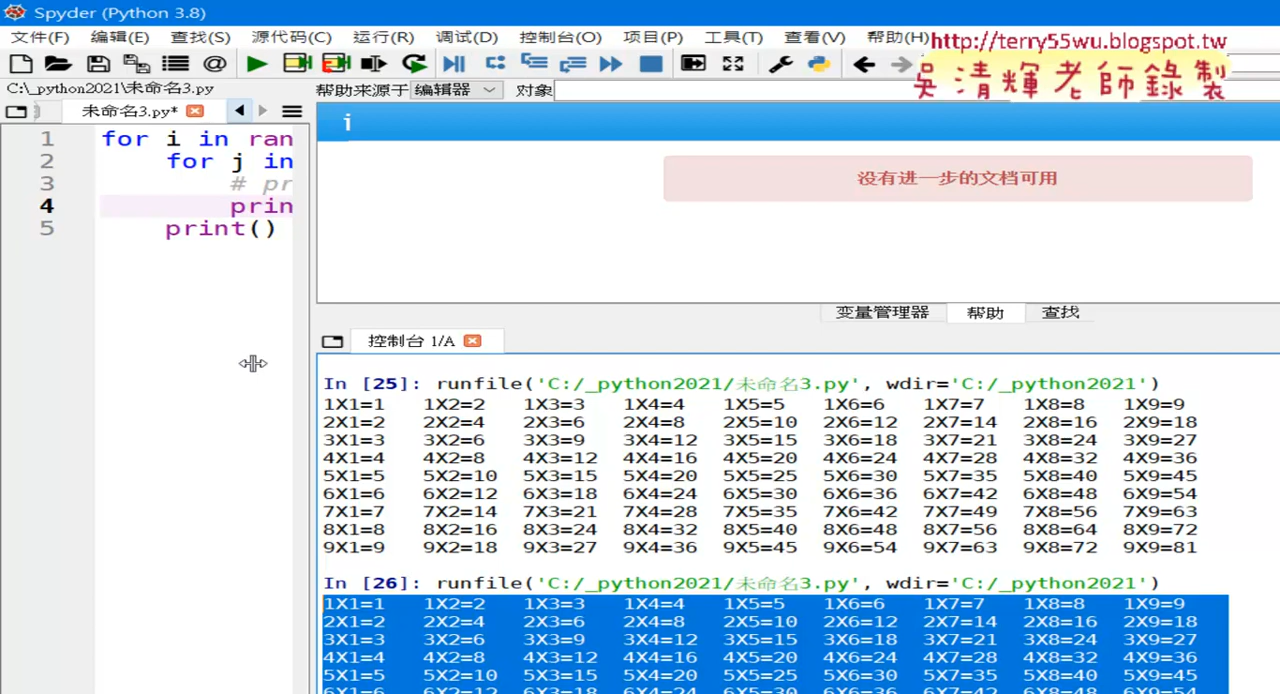 Spyder (Python 3.8)
文件(F) 编辑(E) 查找(S) 源代码(C) 运行(R) 调试(D) 控制台(O) 项目(P) 工具(T) 查看(V) 帮助(H)
http://terry55wu.blogspot.tw
吳清輝老師錄製
C:\_python2021\未命名3.py
帮助来源于 编辑器 对象
未命名3.py*
i
1 for i in ran
2 for j in
3 # pr
4 prin
5 print()
没有进一步的文档可用
变量管理器 帮助 查找
控制台 1/A
In [25]: runfile('C:/_python2021/未命名3.py', wdir='C:/_python2021')
1X1=1 1X2=2 1X3=3 1X4=4 1X5=5 1X6=6 1X7=7 1X8=8 1X9=9
2X1=2 2X2=4 2X3=6 2X4=8 2X5=10 2X6=12 2X7=14 2X8=16 2X9=18
3X1=3 3X2=6 3X3=9 3X4=12 3X5=15 3X6=18 3X7=21 3X8=24 3X9=27
4X1=4 4X2=8 4X3=12 4X4=16 4X5=20 4X6=24 4X7=28 4X8=32 4X9=36
5X1=5 5X2=10 5X3=15 5X4=20 5X5=25 5X6=30 5X7=35 5X8=40 5X9=45
6X1=6 6X2=12 6X3=18 6X4=24 6X5=30 6X6=36 6X7=42 6X8=48 6X9=54
7X1=7 7X2=14 7X3=21 7X4=28 7X5=35 7X6=42 7X7=49 7X8=56 7X9=63
8X1=8 8X2=16 8X3=24 8X4=32 8X5=40 8X6=48 8X7=56 8X8=64 8X9=72
9X1=9 9X2=18 9X3=27 9X4=36 9X5=45 9X6=54 9X7=63 9X8=72 9X9=81
In [26]: runfile('C:/_python2021/未命名3.py', wdir='C:/_python2021')
1X1=1 1X2=2 1X3=3 1X4=4 1X5=5 1X6=6 1X7=7 1X8=8 1X9=9
2X1=2 2X2=4 2X3=6 2X4=8 2X5=10 2X6=12 2X7=14 2X8=16 2X9=18
3X1=3 3X2=6 3X3=9 3X4=12 3X5=15 3X6=18 3X7=21 3X8=24 3X9=27
4X1=4 4X2=8 4X3=12 4X4=16 4X5=20 4X6=24 4X7=28 4X8=32 4X9=36
5X1=5 5X2=10 5X3=15 5X4=20 5X5=25 5X6=30 5X7=35 5X8=40 5X9=45